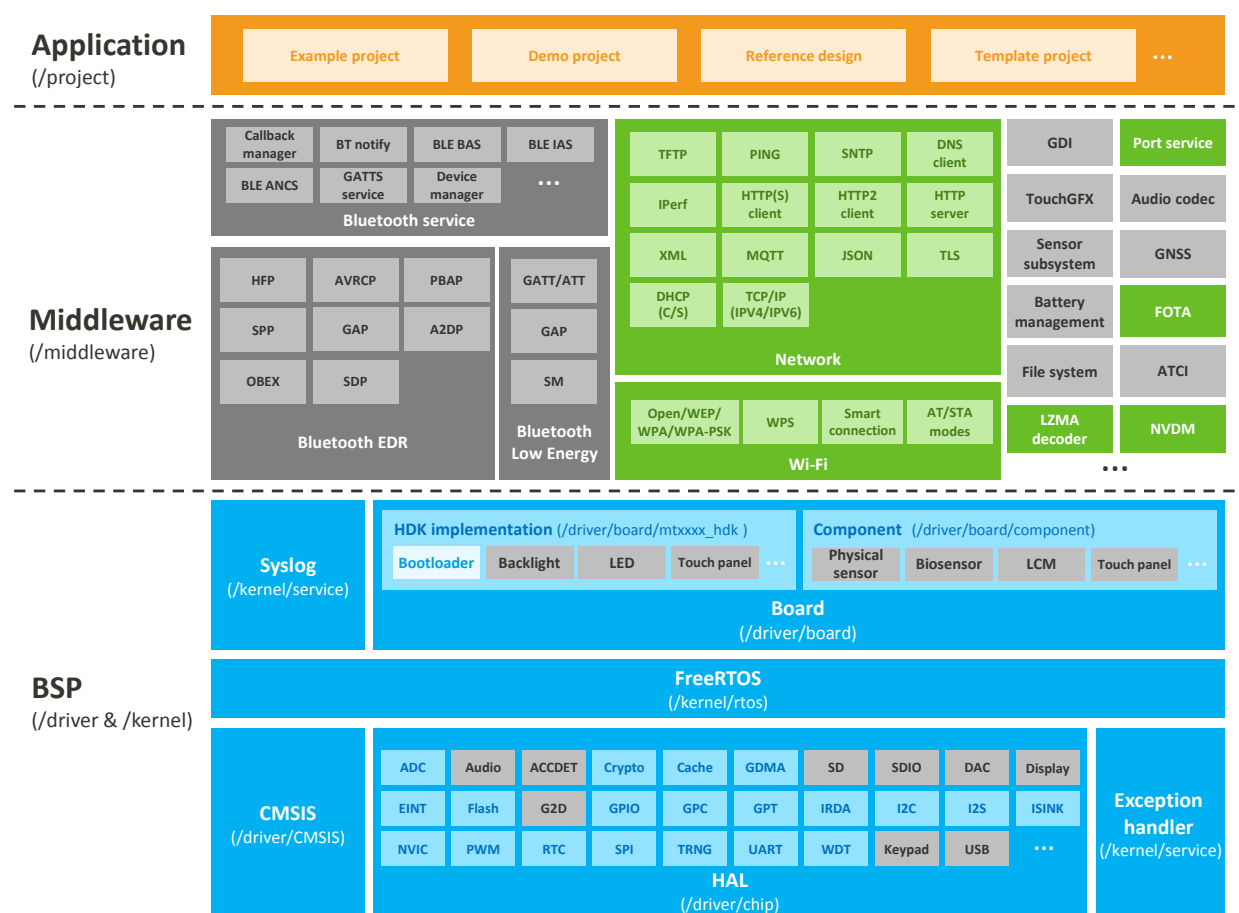 Application
(/project)
Example project
Demo project
Reference design
Template project
...
Middleware
(/middleware)
Callback
manager
BT notify
BLE BAS
BLE IAS
BLE ANCS
GATTS
service
Device
manager
...
Bluetooth service
HFP
AVRCP
PBAP
SPP
GAP
A2DP
OBEX
SDP
Bluetooth EDR
GATT/ATT
GAP
SM
Bluetooth
Low Energy
TFTP
PING
SNTP
DNS
client
IPerf
HTTP(S)
client
HTTP2
client
HTTP
server
XML
MQTT
JSON
TLS
DHCP
(C/S)
TCP/IP
(IPV4/IPV6)
Network
Open/WEP/
WPA/WPA-PSK
WPS
Smart
connection
AT/STA
modes
Wi-Fi
GDI
Port service
TouchGFX
Audio codec
Sensor
subsystem
GNSS
Battery
management
FOTA
File system
ATCI
LZMA
decoder
NVDM
...
BSP
(/driver & /kernel)
Syslog
(/kernel/service)
HDK implementation (/driver/board/mtxxxx_hdk )
Bootloader
Backlight
LED
Touch panel
...
Component (/driver/board/component)
Physical
sensor
Biosensor
LCM
Touch panel
...
Board
(/driver/board)
FreeRTOS
(/kernel/rtos)
CMSIS
(/driver/CMSIS)
ADC
Audio
ACCDET
Crypto
Cache
GDMA
SD
SDIO
DAC
Display
EINT
Flash
G2D
GPIO
GPC
GPT
IRDA
I2C
I2S
ISINK
NVIC
PWM
RTC
SPI
TRNG
UART
WDT
Keypad
USB
...
HAL
(/driver/chip)
Exception
handler
(/kernel/service)